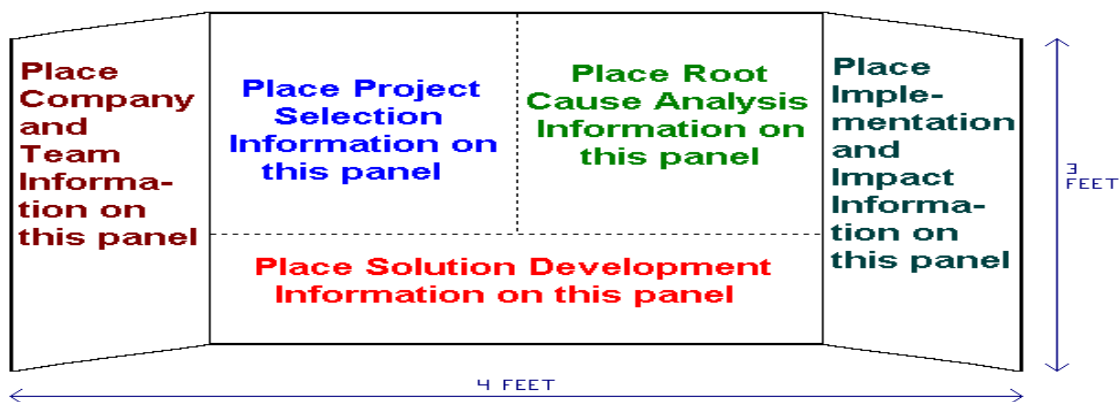 Place
Company
and
Team
Informa-
tion on
this panel
Place Project
Selection
Information on
this panel
Place Root
Cause Analysis
Information on
this panel
Place
Imple-
mentation
and
Impact
Informa-
tion on
this panel
Place Solution Development
Information on this panel
3
FEET
4 FEET